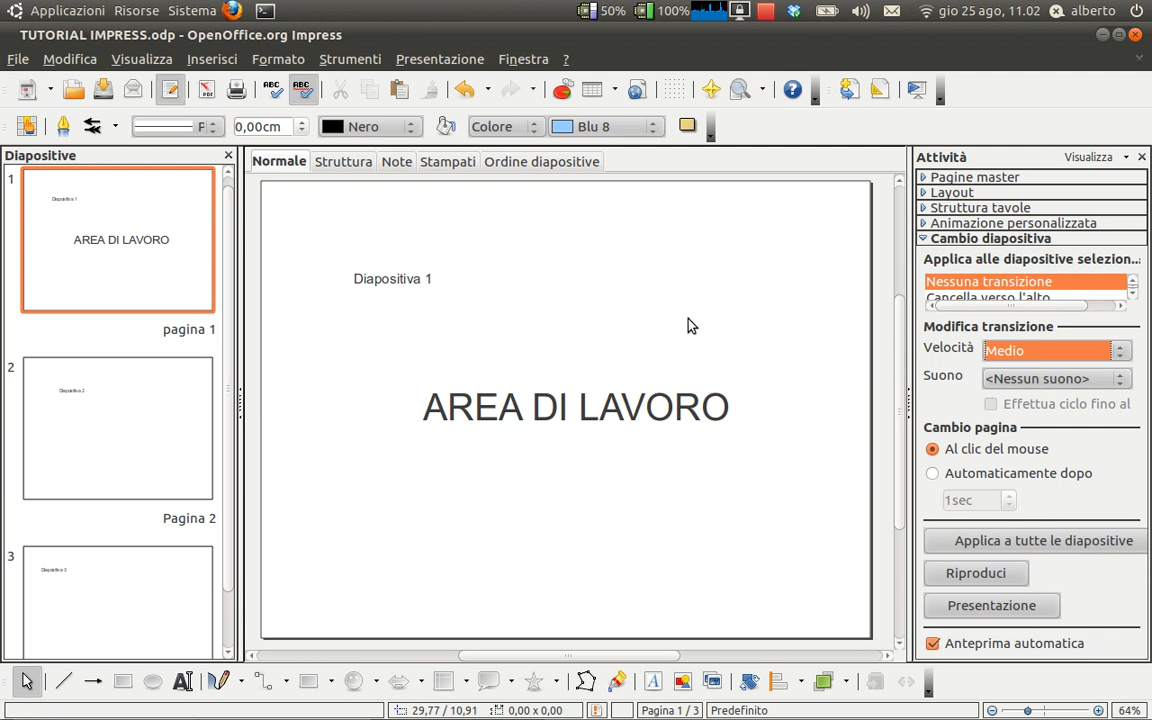 Applicazioni Risorse Sistema 50% 100% gio 25 ago, 11.02 alberto
TUTORIAL IMPRESS.odp - OpenOffice.org Impress
File Modifica Visualizza Inserisci Formato Strumenti Presentazione Finestra ?
0,00cm Nero Colore Blu 8
Diapositive
Normale Struttura Note Stampati Ordine diapositive
Attività Visualizza
1
Diapositiva 1
AREA DI LAVORO
pagina 1
2
Diapositiva 2
Pagina 2
3
Diapositiva 3
Diapositiva 1
AREA DI LAVORO
Pagine master
Layout
Struttura tavole
Animazione personalizzata
Cambio diapositiva
Applica alle diapositive selezion...
Nessuna transizione
Cancella verso l'alto
Modifica transizione
Velocità Medio
Suono <Nessun suono>
Effettua ciclo fino al
Cambio pagina
Al clic del mouse
Automaticamente dopo
1sec
Applica a tutte le diapositive
Riproduci
Presentazione
Anteprima automatica
29,77 / 10,91 0,00 x 0,00 Pagina 1 / 3 Predefinito 64%